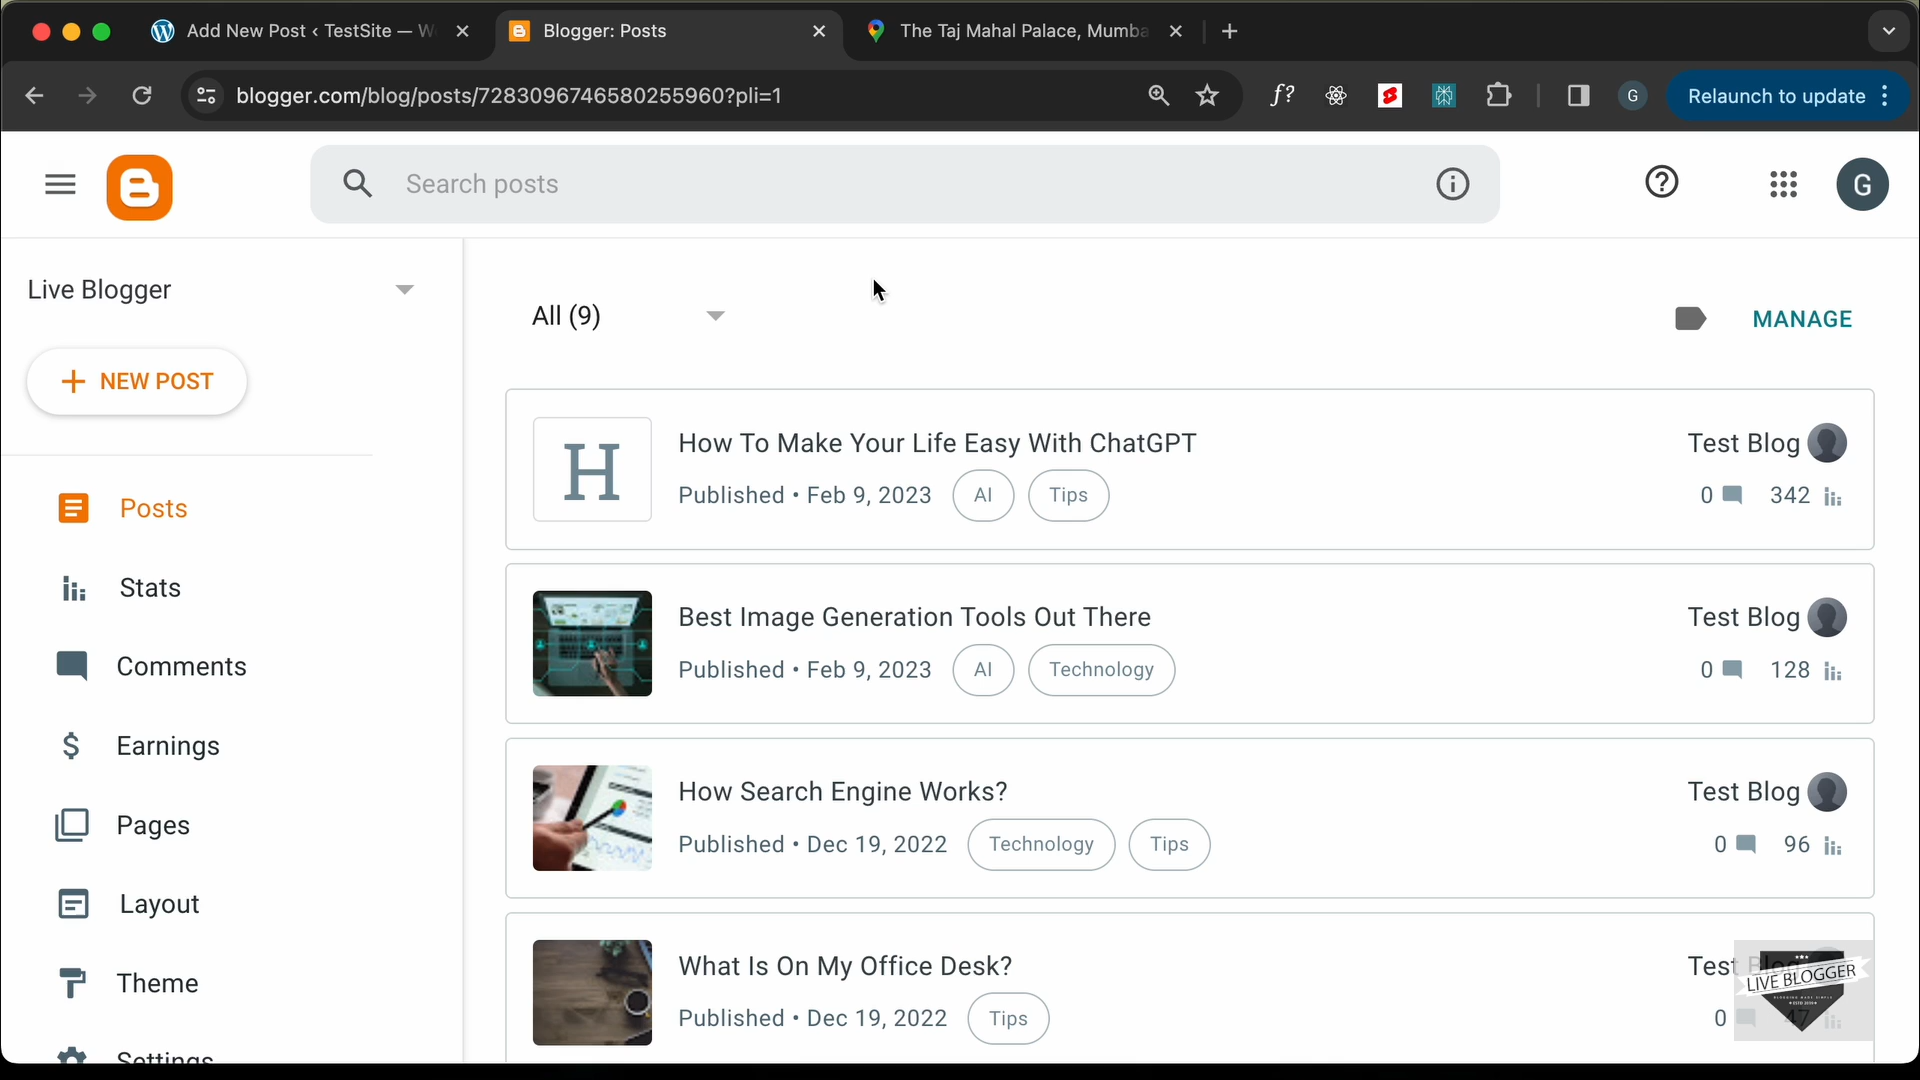 Add New Post ‹ TestSite — W
Blogger: Posts
The Taj Mahal Palace, Mumba
blogger.com/blog/posts/7283096746580255960?pli=1
f?
G
Relaunch to update
Search posts
G
Live Blogger
NEW POST
Posts
Stats
Comments
Earnings
Pages
Layout
Theme
Settings
All (9)
MANAGE
H
How To Make Your Life Easy With ChatGPT
Test Blog
Published • Feb 9, 2023 AI Tips
0 342
Best Image Generation Tools Out There
Test Blog
Published • Feb 9, 2023 AI Technology
0 128
How Search Engine Works?
Test Blog
Published • Dec 19, 2022 Technology Tips
0 96
What Is On My Office Desk?
Test Blog
Published • Dec 19, 2022 Tips
0 47
LIVE BLOGGER